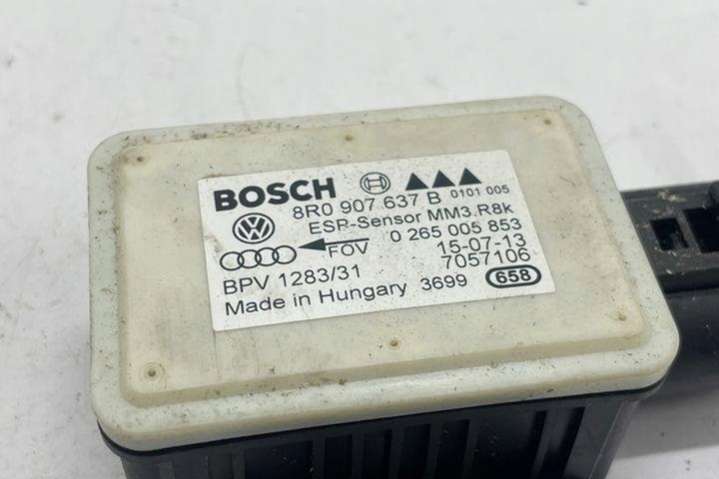 BOSCH
0101 005
8R0 907 637 B
ESP-Sensor MM3.R8k
FOV 0 265 005 853
15-07-13
BPV 1283/31 7057106
Made in Hungary 3699 658